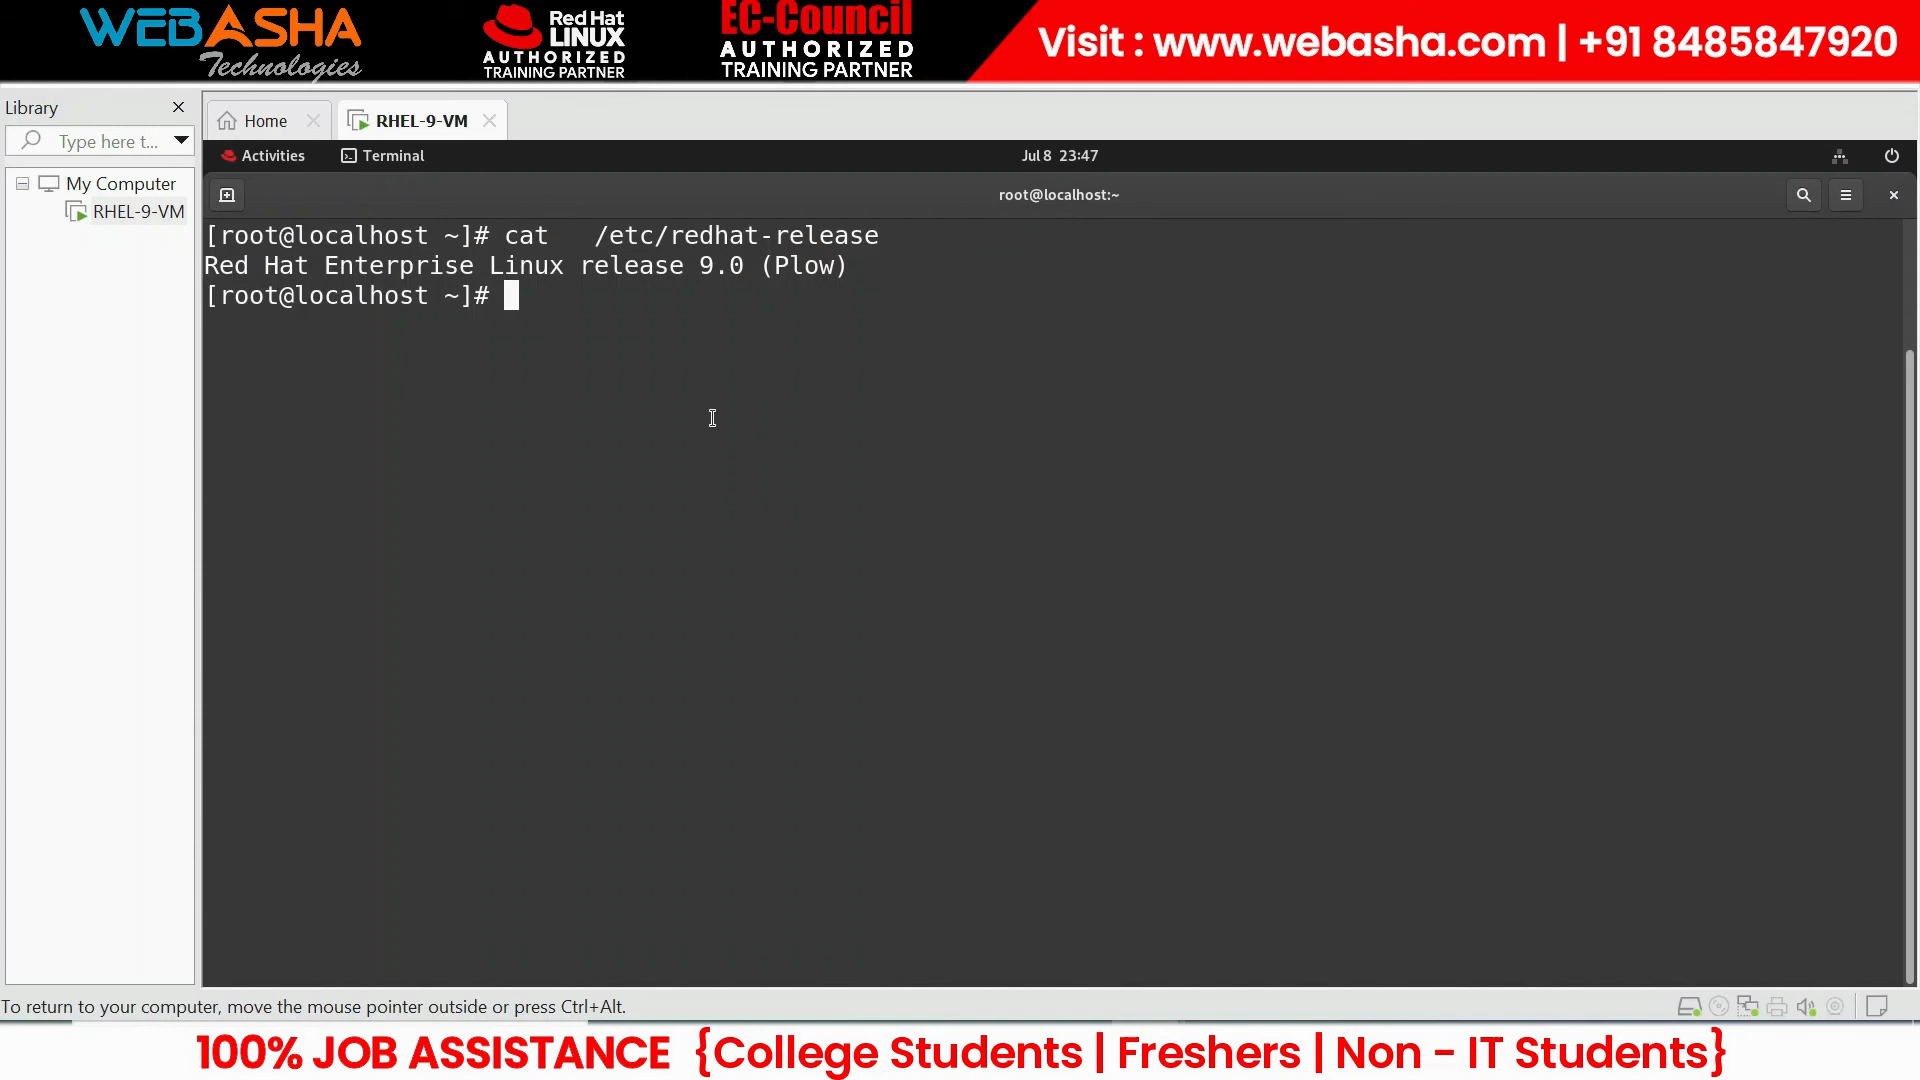 WEBASHA
Technologies
Red Hat
LINUX
AUTHORIZED
TRAINING PARTNER
EC-Council
AUTHORIZED
TRAINING PARTNER
Visit : www.webasha.com | +91 8485847920
Library
Type here t...
My Computer
RHEL-9-VM
Home
RHEL-9-VM
Activities
Terminal
Jul 8 23:47
root@localhost:~
[root@localhost ~]# cat   /etc/redhat-release
Red Hat Enterprise Linux release 9.0 (Plow)
[root@localhost ~]#
To return to your computer, move the mouse pointer outside or press Ctrl+Alt.
100% JOB ASSISTANCE {College Students | Freshers | Non - IT Students}